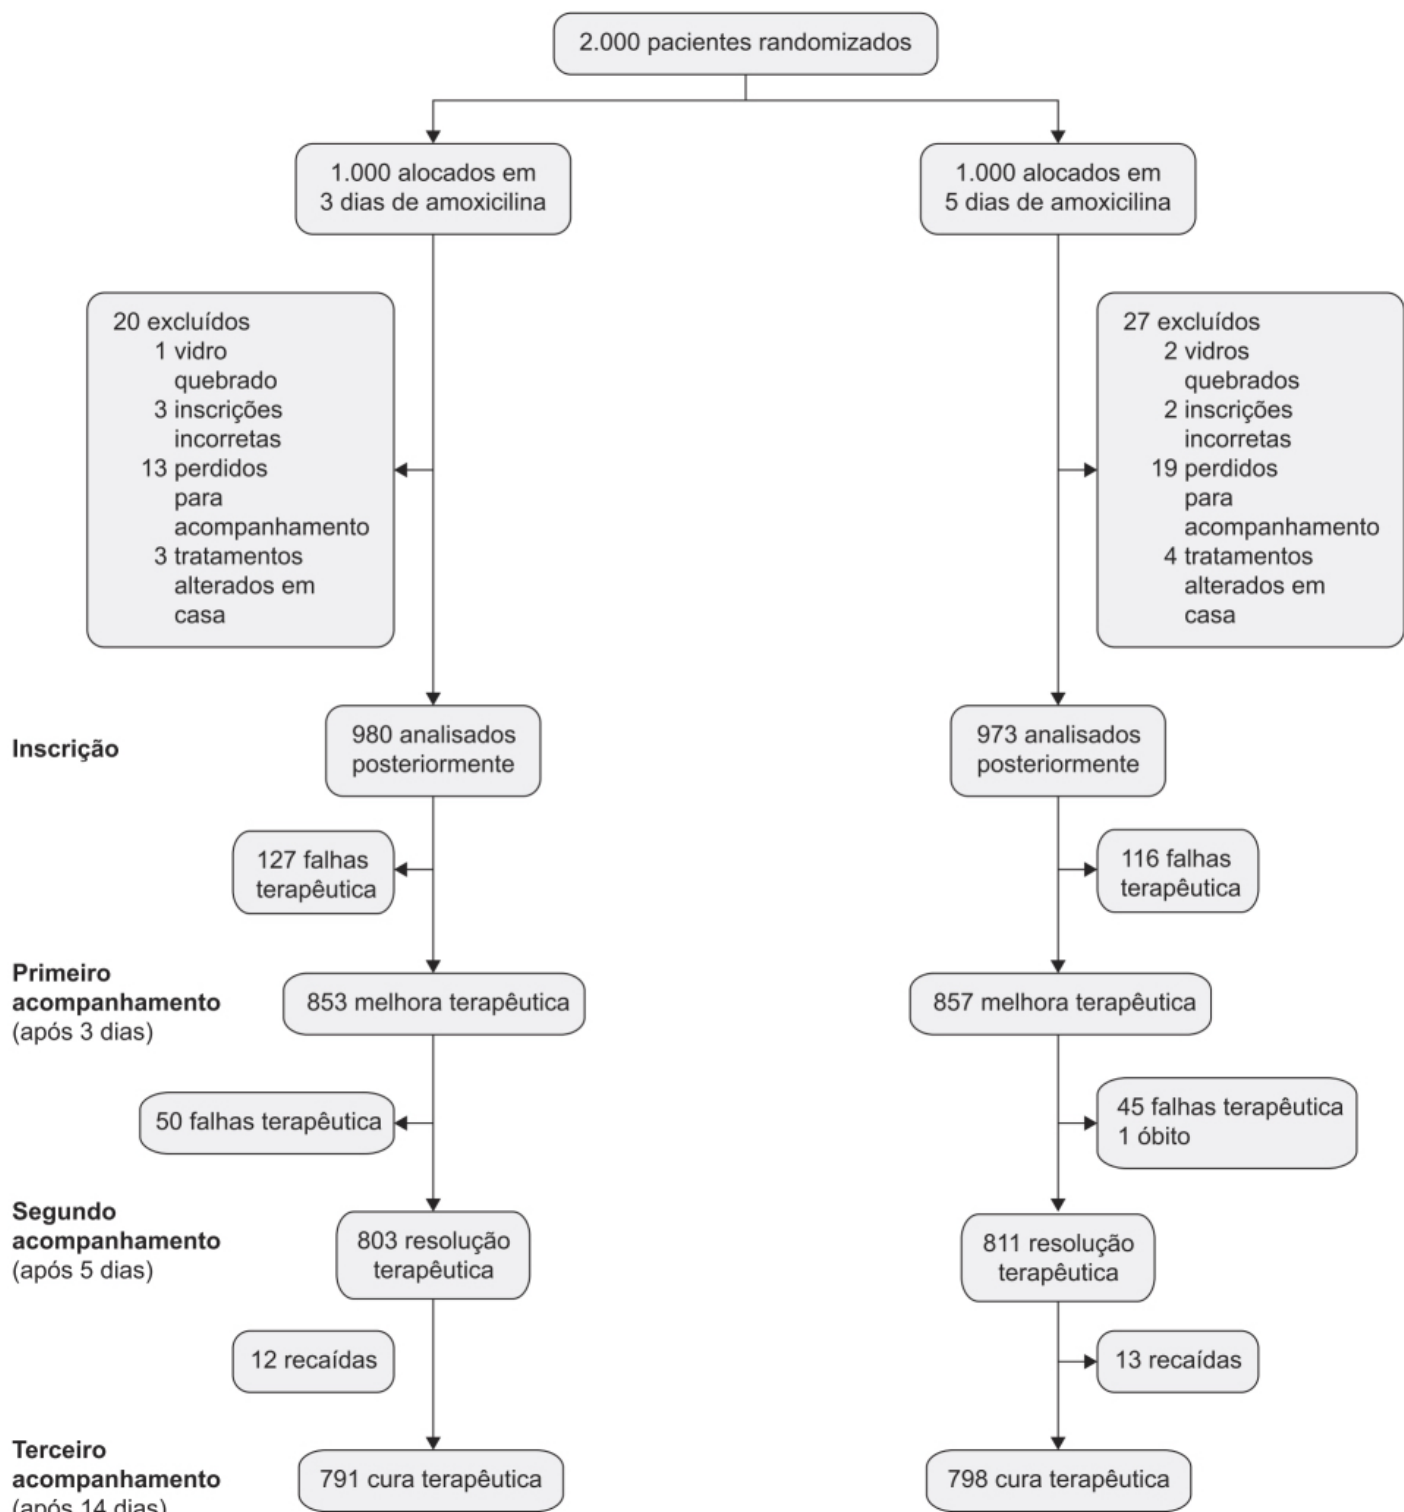 2.000 pacientes randomizados
1.000 alocados em
3 dias de amoxicilina
1.000 alocados em
5 dias de amoxicilina
20 excluídos
1 vidro
quebrado
3 inscrições
incorretas
13 perdidos
para
acompanhamento
3 tratamentos
alterados em
casa
27 excluídos
2 vidros
quebrados
2 inscrições
incorretas
19 perdidos
para
acompanhamento
4 tratamentos
alterados em
casa
Inscrição
980 analisados
posteriormente
973 analisados
posteriormente
127 falhas
terapêutica
116 falhas
terapêutica
Primeiro
acompanhamento
(após 3 dias)
853 melhora terapêutica
857 melhora terapêutica
50 falhas terapêutica
45 falhas terapêutica
1 óbito
Segundo
acompanhamento
(após 5 dias)
803 resolução
terapêutica
811 resolução
terapêutica
12 recaídas
13 recaídas
Terceiro
acompanhamento
(após 14 dias)
791 cura terapêutica
798 cura terapêutica